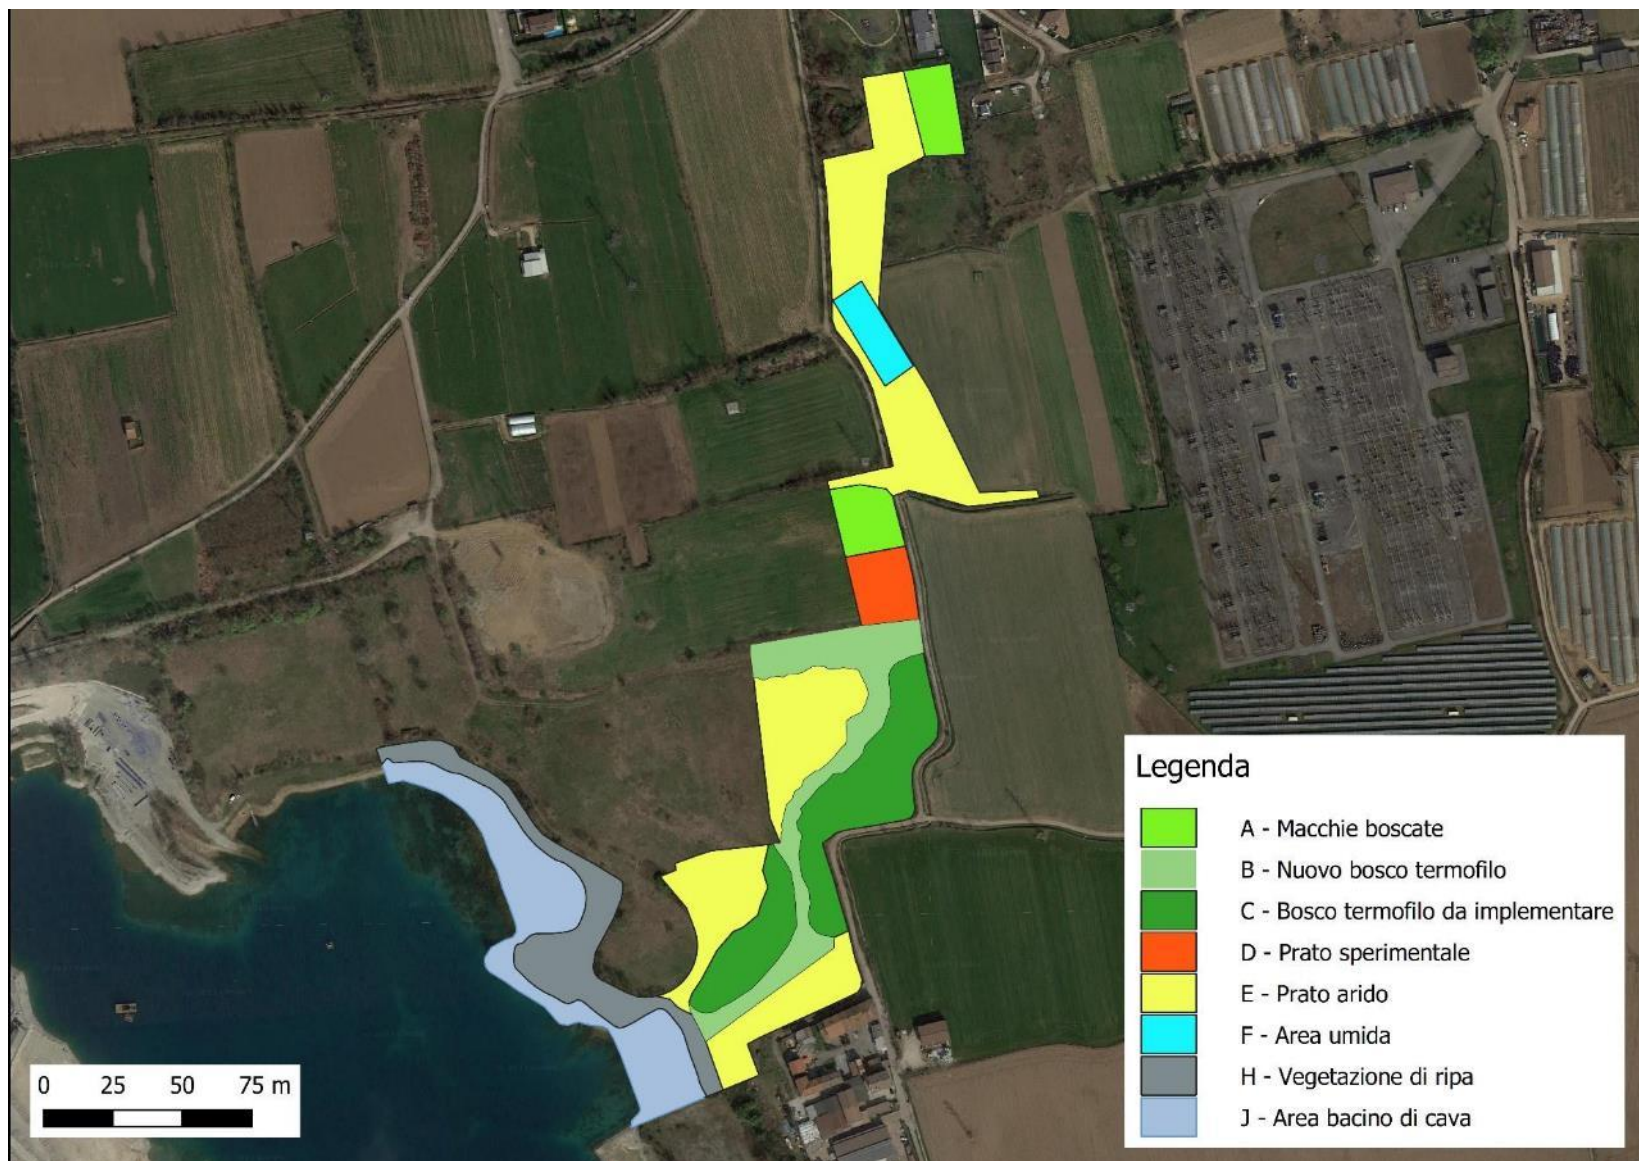 Legenda
A - Macchie boscate
B - Nuovo bosco termofilo
C - Bosco termofilo da implementare
D - Prato sperimentale
E - Prato arido
F - Area umida
H - Vegetazione di ripa
J - Area bacino di cava
0 25 50 75 m